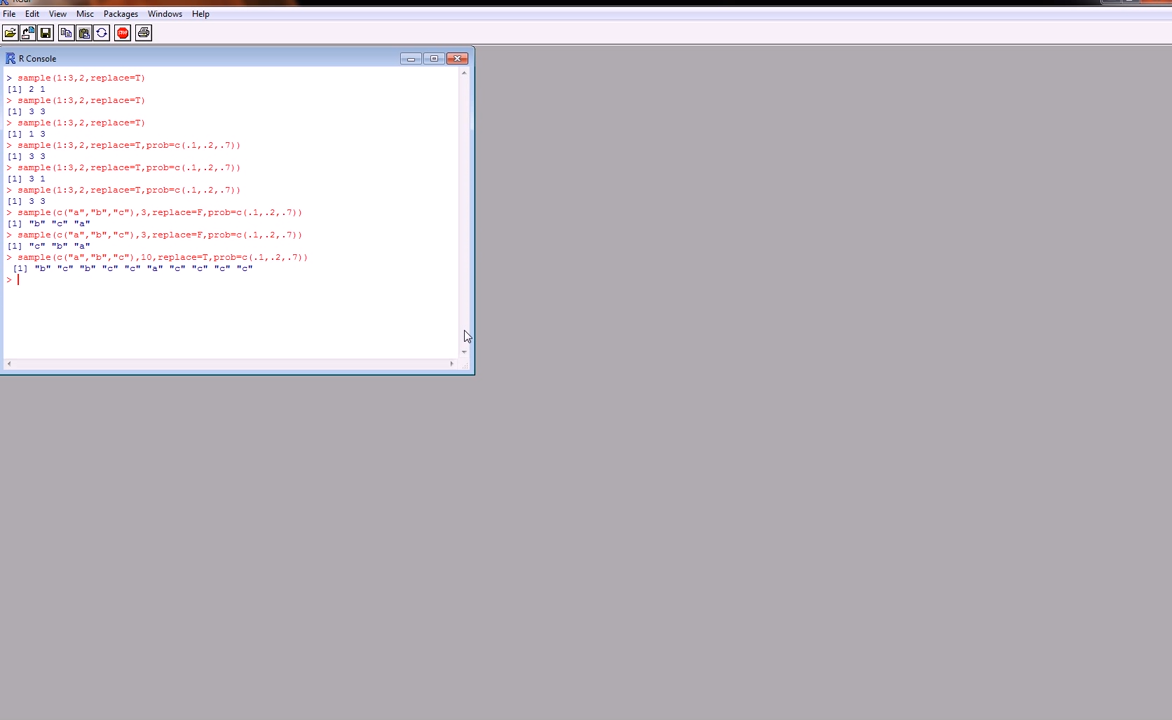 File Edit View Misc Packages Windows Help
R Console
> sample(1:3,2,replace=T)
[1] 2 1
> sample(1:3,2,replace=T)
[1] 3 3
> sample(1:3,2,replace=T)
[1] 1 3
> sample(1:3,2,replace=T,prob=c(.1,.2,.7))
[1] 3 3
> sample(1:3,2,replace=T,prob=c(.1,.2,.7))
[1] 3 1
> sample(1:3,2,replace=T,prob=c(.1,.2,.7))
[1] 3 3
> sample(c("a","b","c"),3,replace=F,prob=c(.1,.2,.7))
[1] "b" "c" "a"
> sample(c("a","b","c"),3,replace=F,prob=c(.1,.2,.7))
[1] "c" "b" "a"
> sample(c("a","b","c"),10,replace=T,prob=c(.1,.2,.7))
[1] "b" "c" "b" "c" "c" "a" "c" "c" "c" "c"
>